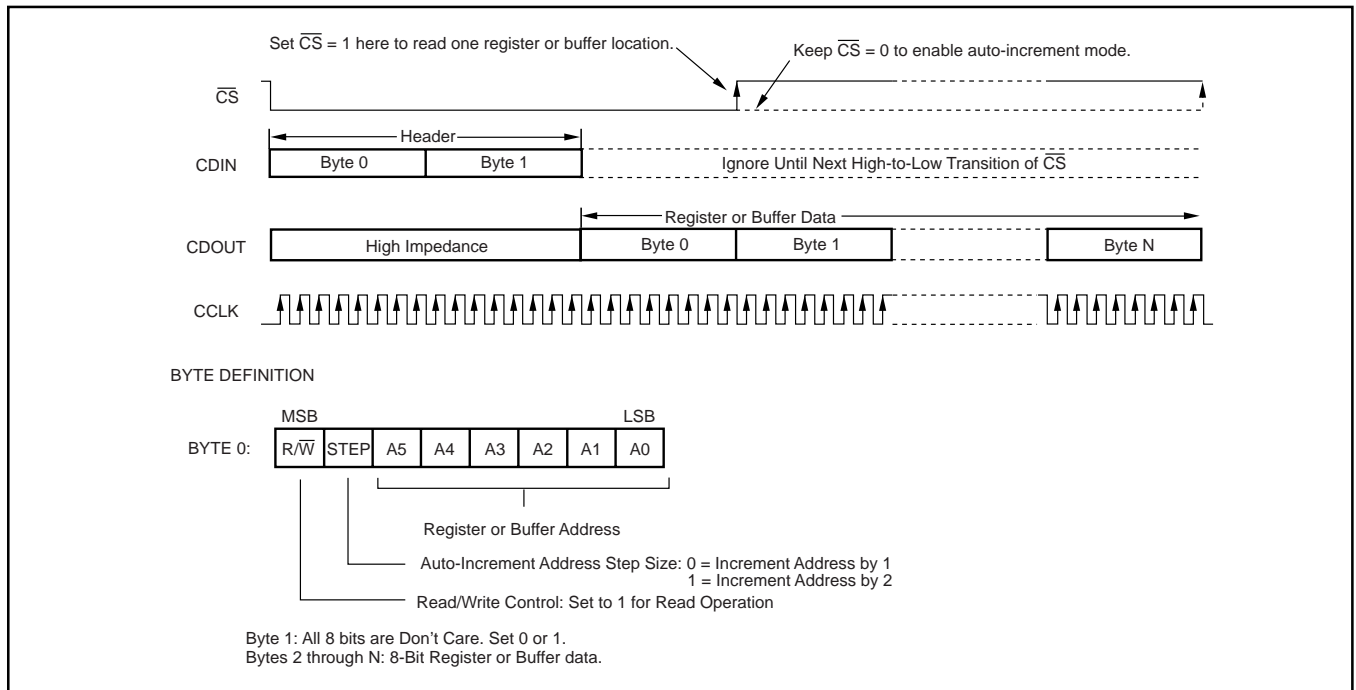 Set CS = 1 here to read one register or buffer location.
Keep CS = 0 to enable auto-increment mode.
CS
Header
CDIN
Byte 0
Byte 1
Ignore Until Next High-to-Low Transition of CS
Register or Buffer Data
CDOUT
High Impedance
Byte 0
Byte 1
Byte N
CCLK
BYTE DEFINITION
MSB
LSB
BYTE 0:
R/W
STEP
A5
A4
A3
A2
A1
A0
Register or Buffer Address
Auto-Increment Address Step Size: 0 = Increment Address by 1
1 = Increment Address by 2
Read/Write Control: Set to 1 for Read Operation
Byte 1: All 8 bits are Don’t Care. Set 0 or 1.
Bytes 2 through N: 8-Bit Register or Buffer data.